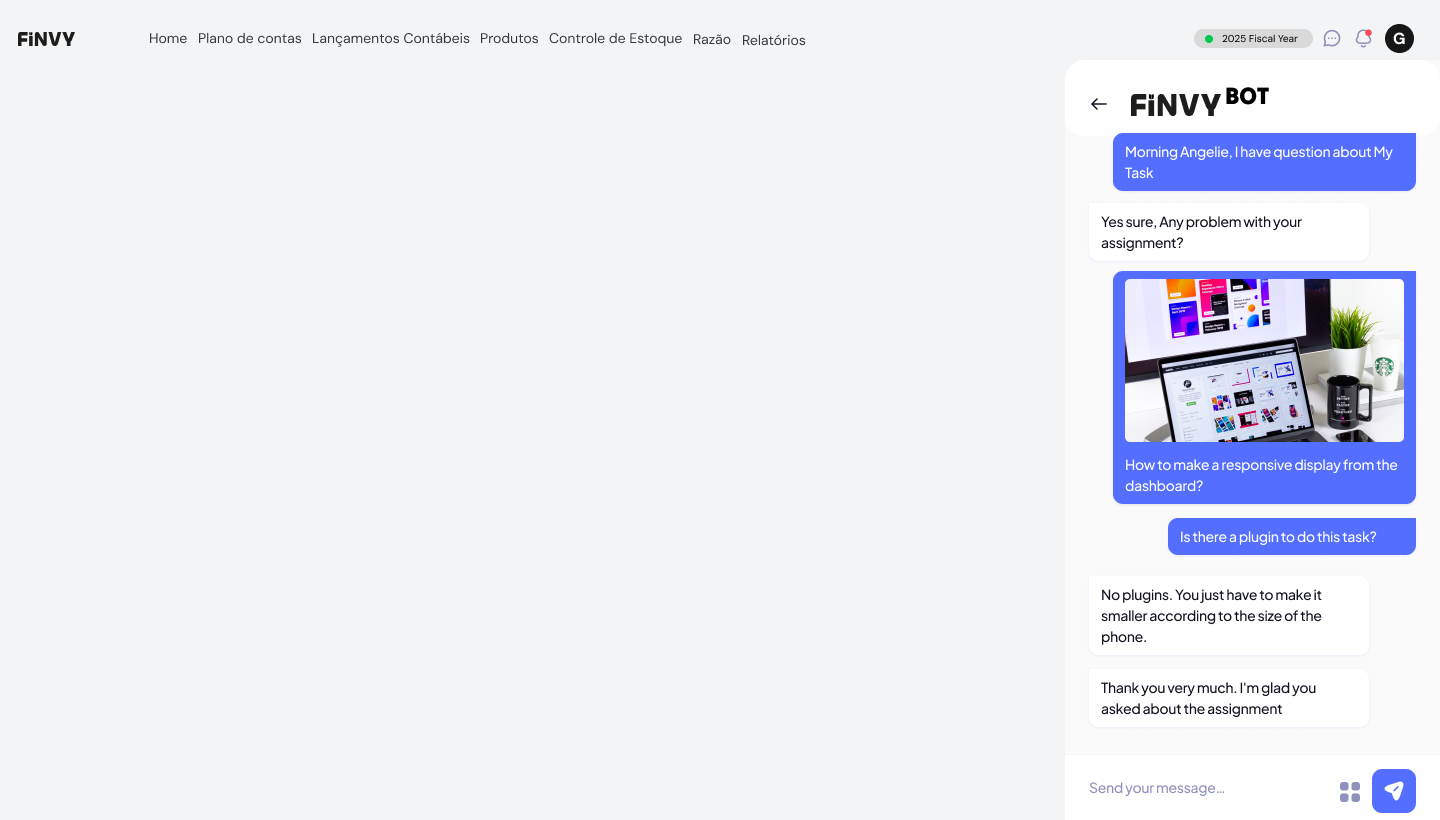 FiNVY
Home Plano de contas Lançamentos Contábeis Produtos Controle de Estoque Razão Relatórios
2025 Fiscal Year
G
FiNVY BOT
Morning Angelie, I have question about My
Task
Yes sure, Any problem with your
assignment?
How to make a responsive display from the
dashboard?
Is there a plugin to do this task?
No plugins. You just have to make it
smaller according to the size of the
phone.
Thank you very much. I'm glad you
asked about the assignment
Send your message...